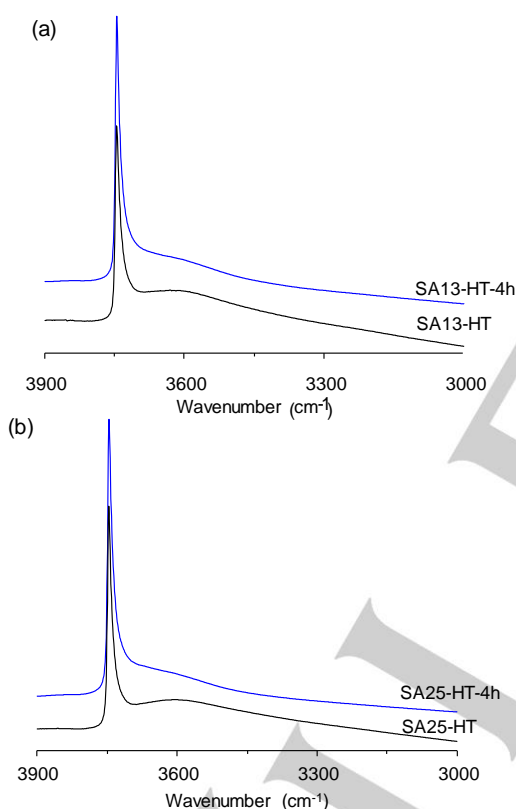 (a)
SA13-HT-4h
SA13-HT
3900 3600 3300 3000
Wavenumber (cm-1)
(b)
SA25-HT-4h
SA25-HT
3900 3600 3300 3000
Wavenumber (cm-1)